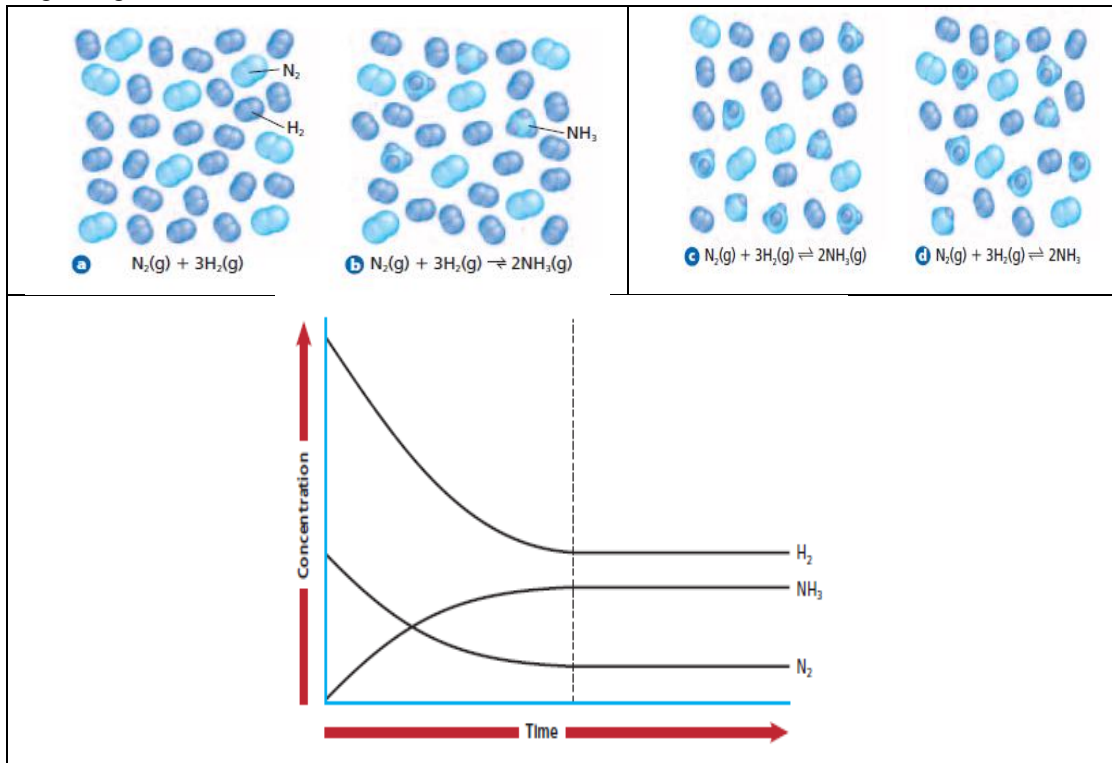 N₂
H₂
NH₃
a N₂(g) + 3H₂(g)
b N₂(g) + 3H₂(g) → 2NH₃(g)
c N₂(g) + 3H₂(g) ⇌ 2NH₃(g)
d N₂(g) + 3H₂(g) ⇌ 2NH₃
Concentration
H₂
NH₃
N₂
Time